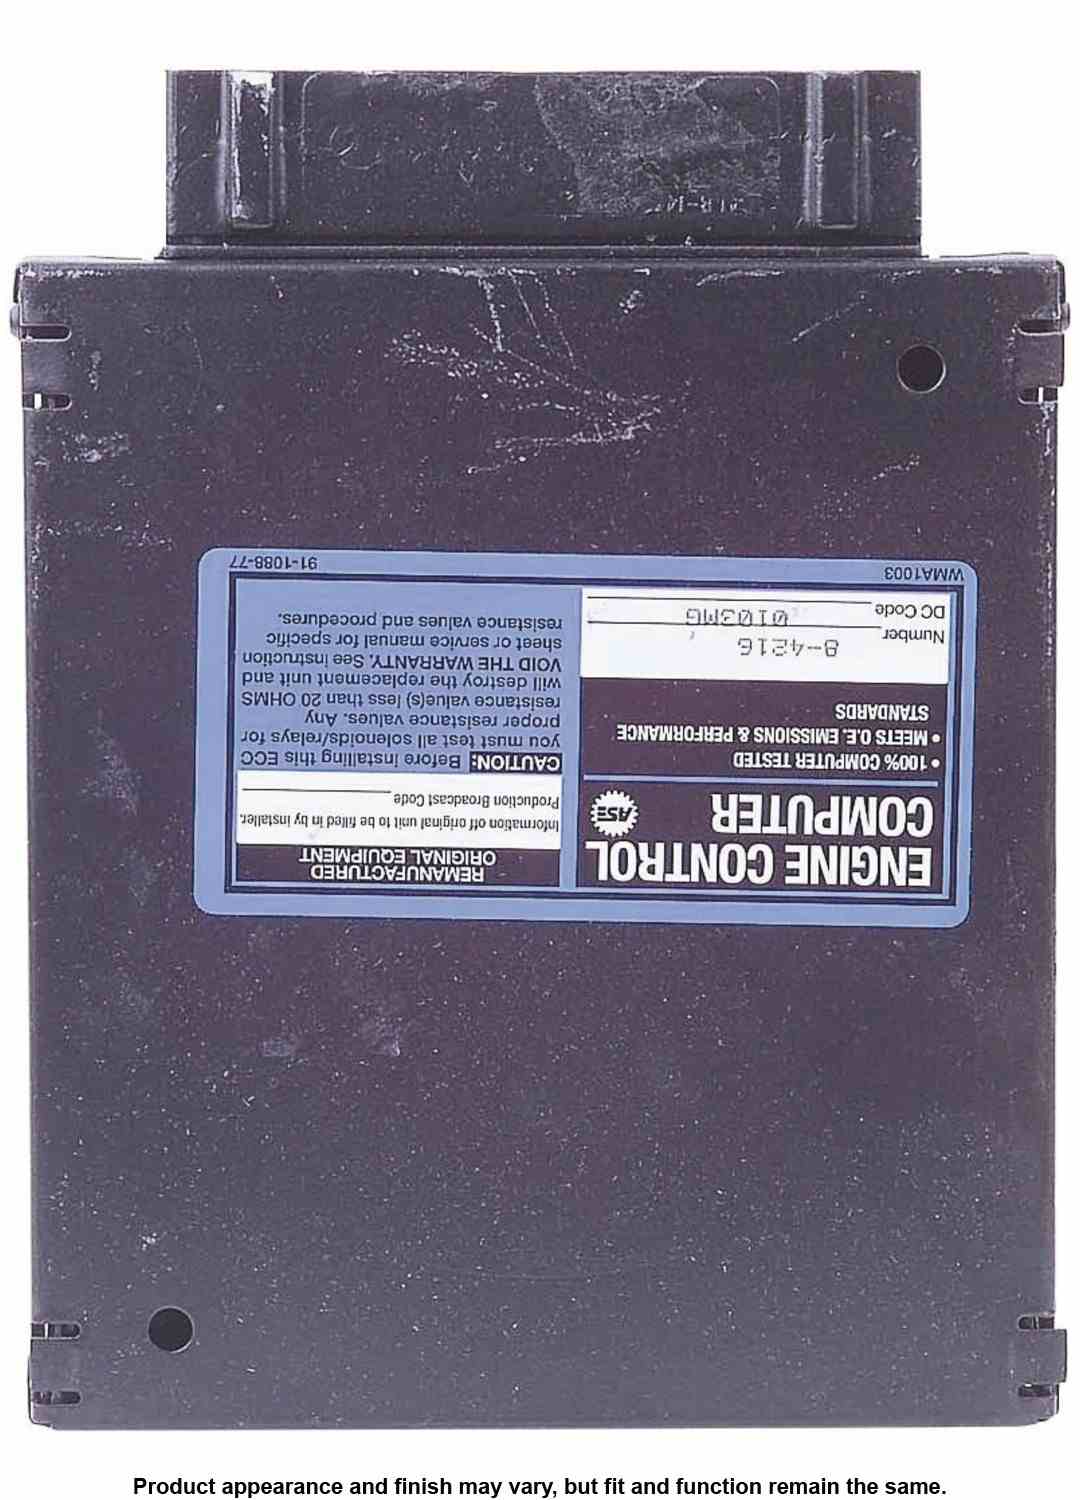 ENGINE CONTROL
COMPUTER
ASE
• 100% COMPUTER TESTED
• MEETS O.E. EMISSIONS & PERFORMANCE
STANDARDS
Number 8-4216
DC Code 0103MG
WMA1003
REMANUFACTURED
ORIGINAL EQUIPMENT
Information off original unit to be filled in by installer.
Production Broadcast Code
CAUTION: Before installing this ECC
you must test all solenoids/relays for
proper resistance values. Any
resistance value(s) less than 20 OHMS
will destroy the replacement unit and
VOID THE WARRANTY. See instruction
sheet or service manual for specific
resistance values and procedures.
91-1088-77
Product appearance and finish may vary, but fit and function remain the same.